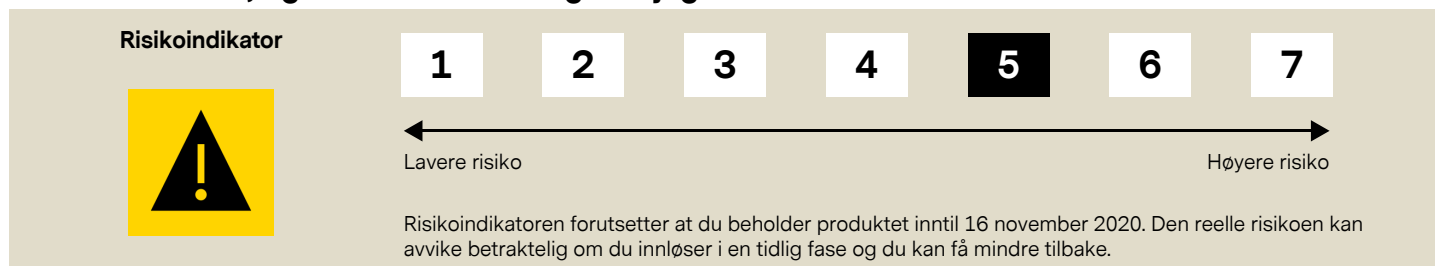 Risikoindikator
1 2 3 4 5 6 7
Lavere risiko Høyere risiko
Risikoindikatoren forutsetter at du beholder produktet inntil 16 november 2020. Den reelle risikoen kan
avvike betraktelig om du innløser i en tidlig fase og du kan få mindre tilbake.